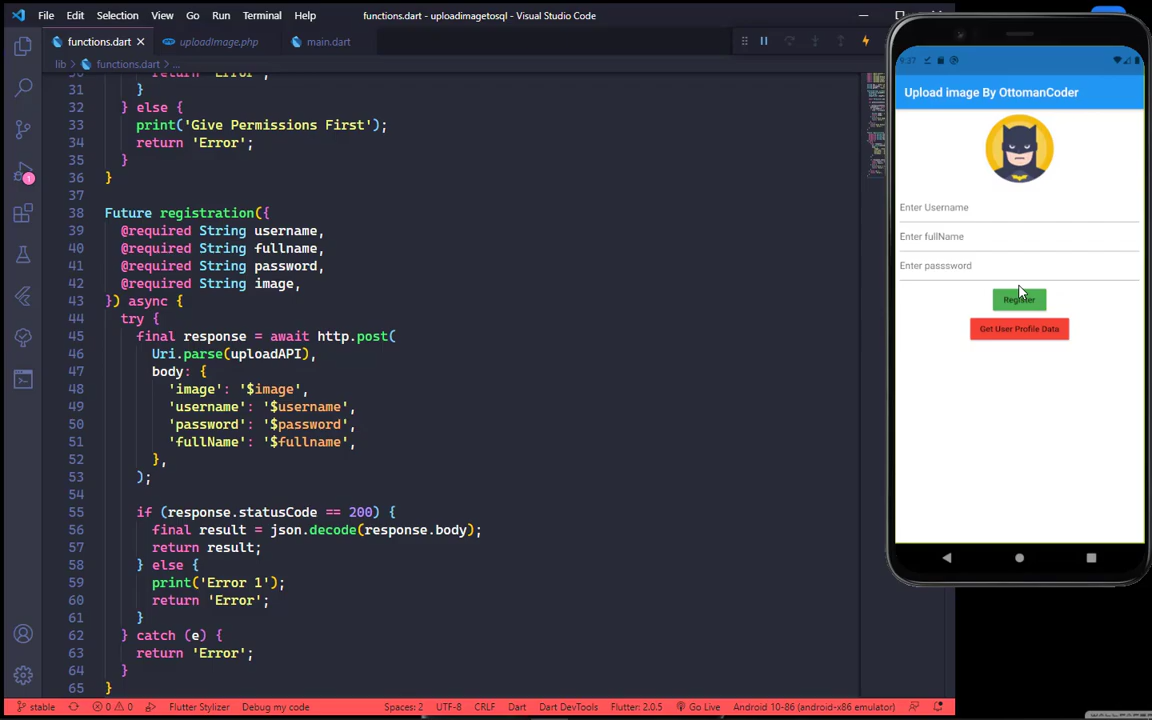 File Edit Selection View Go Run Terminal Help functions.dart - uploadimagetosql - Visual Studio Code
functions.dart uploadImage.php main.dart
lib > functions.dart > ...
31 }
32 } else {
33 print('Give Permissions First');
34 return 'Error';
35 }
36 }
37
38 Future registration({
39 @required String username,
40 @required String fullname,
41 @required String password,
42 @required String image,
43 }) async {
44 try {
45 final response = await http.post(
46 Uri.parse(uploadAPI),
47 body: {
48 'image': '$image',
49 'username': '$username',
50 'password': '$password',
51 'fullName': '$fullname',
52 },
53 );
54
55 if (response.statusCode == 200) {
56 final result = json.decode(response.body);
57 return result;
58 } else {
59 print('Error 1');
60 return 'Error';
61 }
62 } catch (e) {
63 return 'Error';
64 }
65 }
1
stable 0 0 Flutter Stylizer Debug my code Spaces: 2 UTF-8 CRLF Dart Dart DevTools Flutter: 2.0.5 Go Live Android 10-86 (android-x86 emulator)
9:37
Upload image By OttomanCoder
Enter Username
Enter fullName
Enter passsword
Register
Get User Profile Data